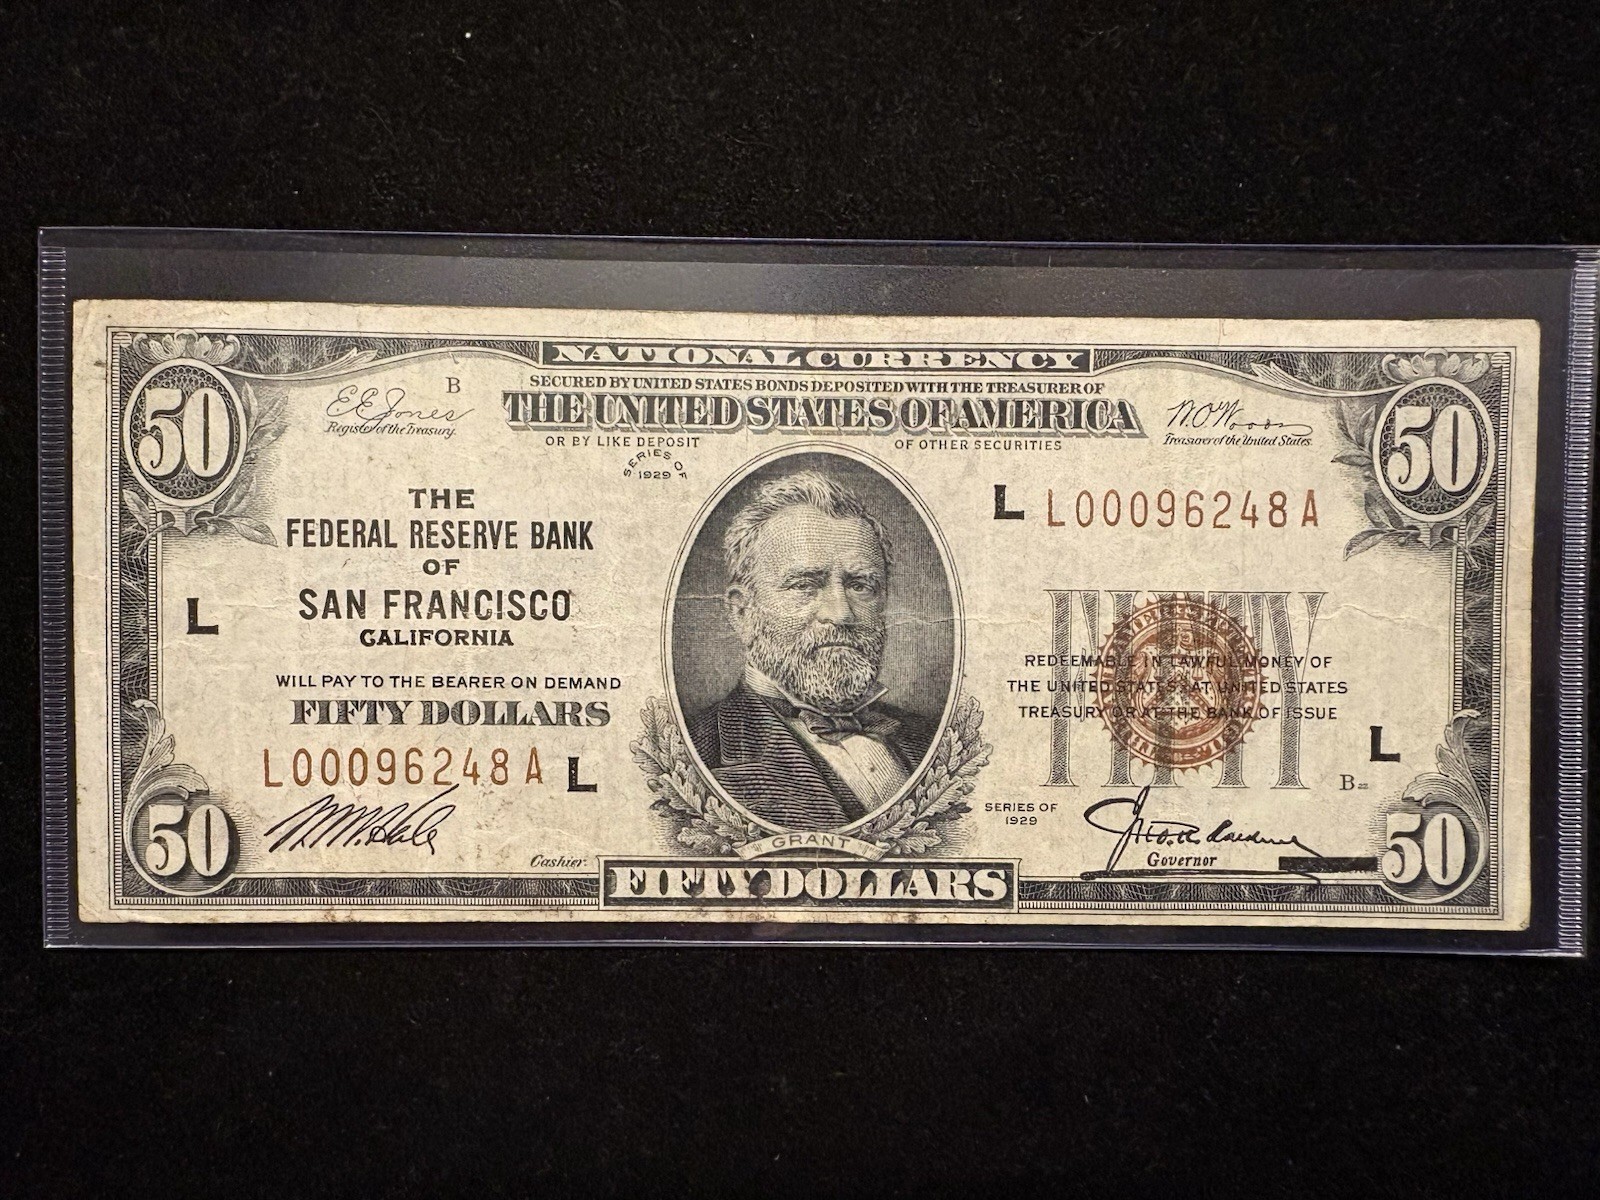 NATIONAL CURRENCY
SECURED BY UNITED STATES BONDS DEPOSITED WITH THE TREASURER OF
THE UNITED STATES OF AMERICA
OR BY LIKE DEPOSIT OF OTHER SECURITIES
SERIES OF
1929
50
50
E E Jones
B
Register of the Treasury.
W.O. Woods
Treasurer of the United States.
THE
FEDERAL RESERVE BANK
OF
SAN FRANCISCO
CALIFORNIA
L
WILL PAY TO THE BEARER ON DEMAND
FIFTY DOLLARS
L00096248A L
Cashier.
50
GRANT
FIFTY DOLLARS
L L00096248A
FIFTY
REDEEMABLE IN LAWFUL MONEY OF
THE UNITED STATES AT UNITED STATES
TREASURY OR AT THE BANK OF ISSUE
L
B22
SERIES OF
1929
Governor
50